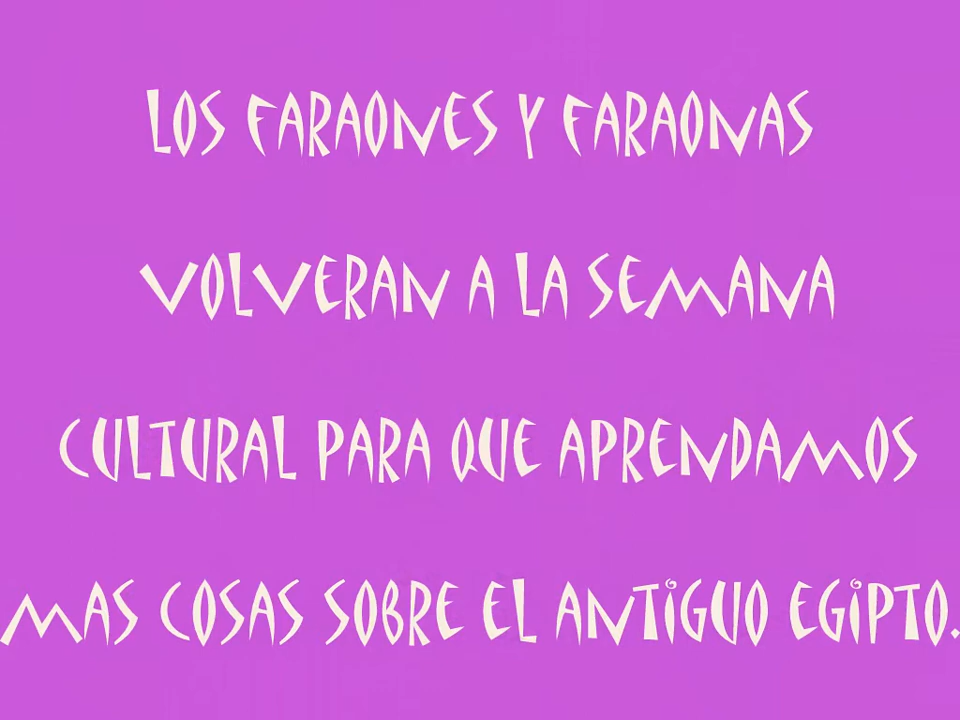 LOS FARAONES Y FARAONAS
VOLVERAN A LA SEMANA
CULTURAL PARA QUE APRENDAMOS
MAS COSAS SOBRE EL ANTIGUO EGIPTO.